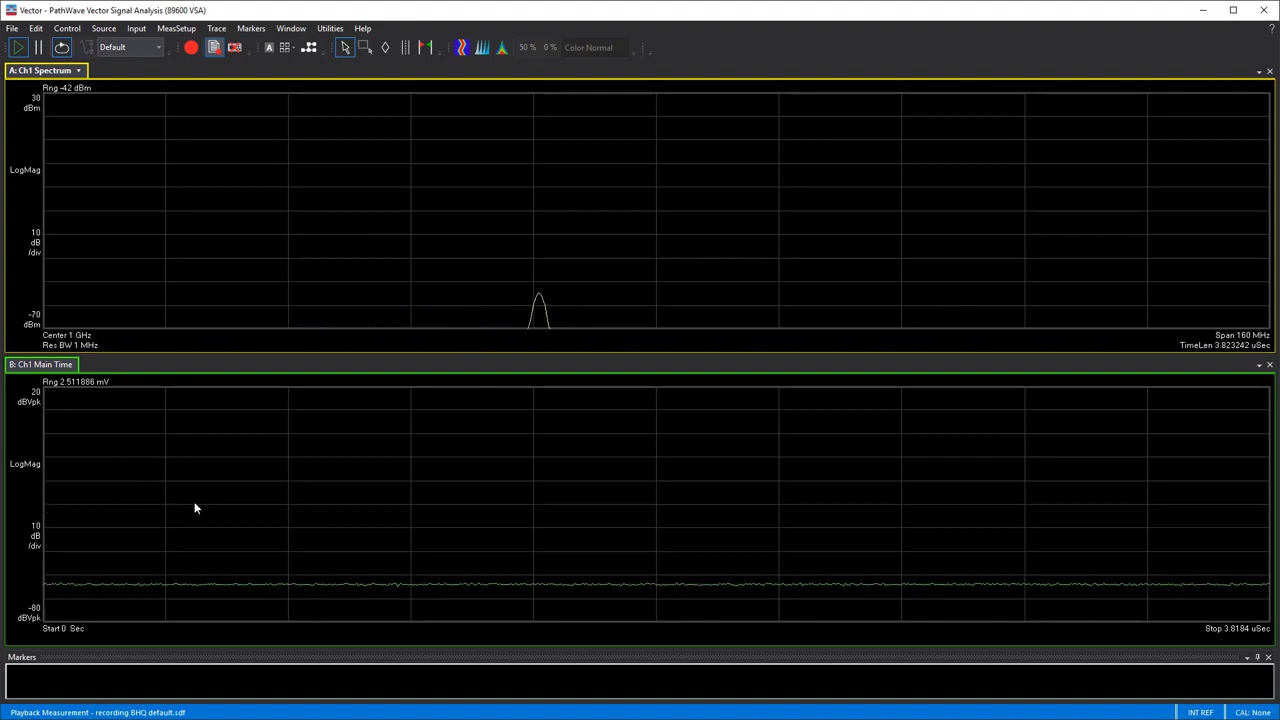 Vector - PathWave Vector Signal Analysis (89600 VSA)
File Edit Control Source Input MeasSetup Trace Markers Window Utilities Help
Default A 50 % 0 % Color Normal
A: Ch1 Spectrum
Rng -42 dBm
30
dBm
LogMag
10
dB
/div
-70
dBm
Center 1 GHz Span 160 MHz
Res BW 1 MHz TimeLen 3.823242 uSec
B: Ch1 Main Time
Rng 2.511886 mV
20
dBVpk
LogMag
10
dB
/div
-80
dBVpk
Start 0 Sec Stop 3.8184 uSec
Markers
Playback Measurement - recording BHQ default.sdf INT REF CAL: None